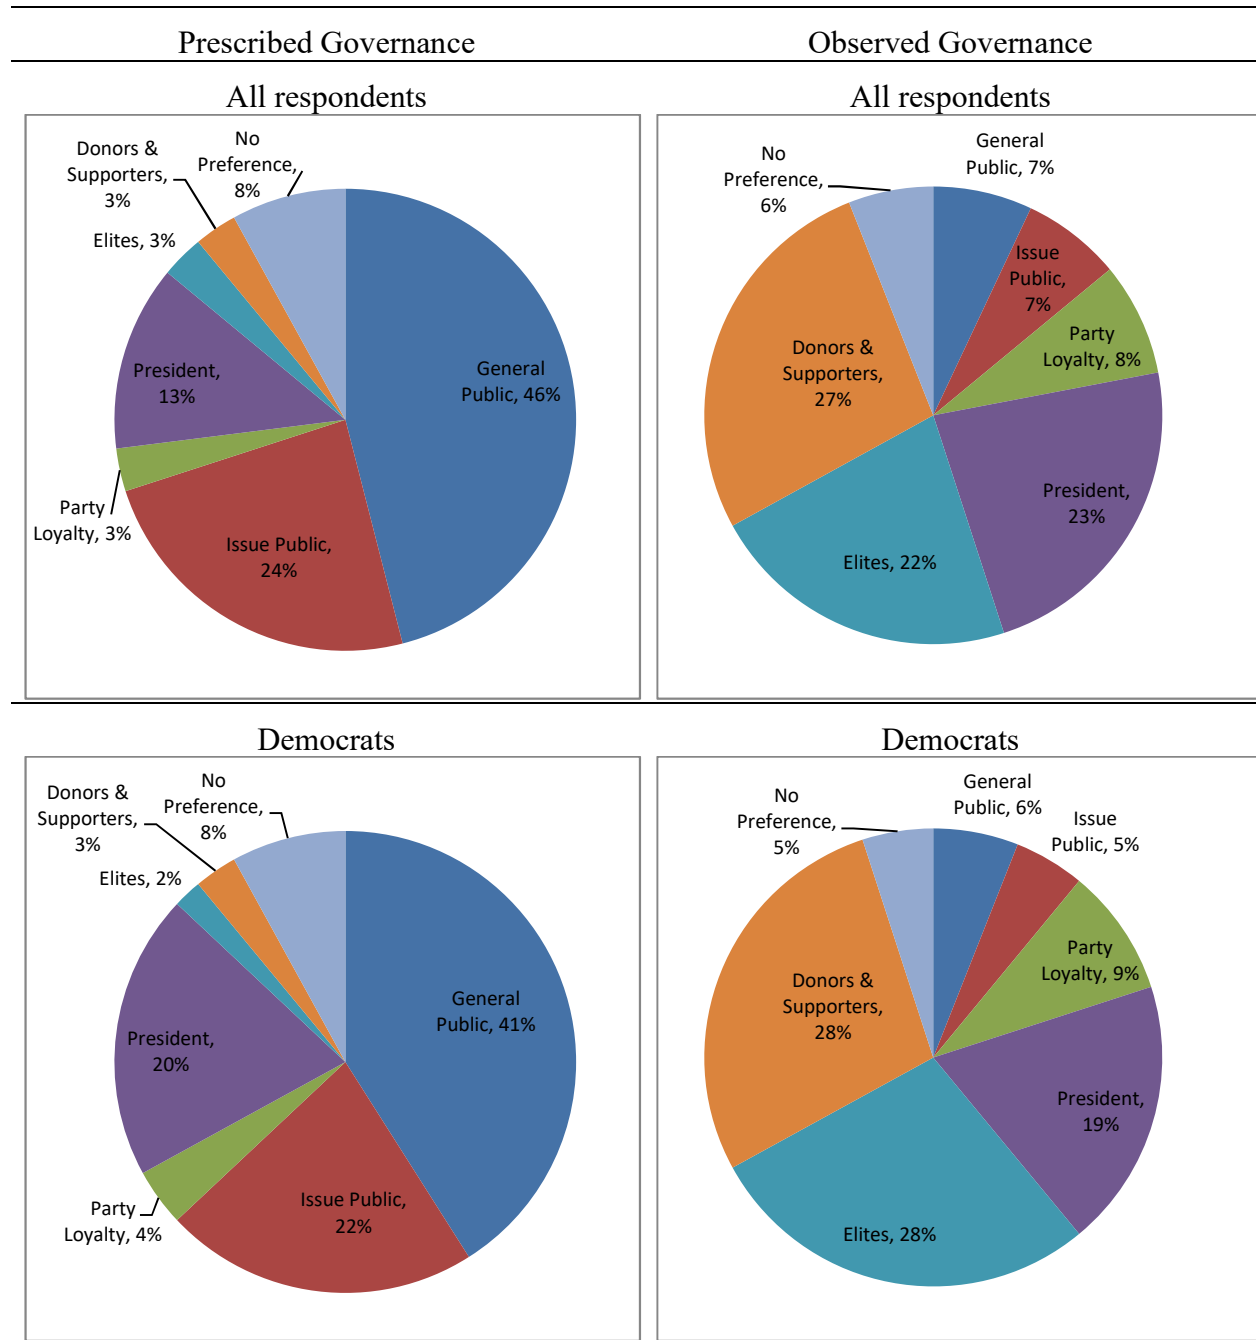 Prescribed Governance
Observed Governance
All respondents
All respondents
No
Preference,
8%
Donors &
Supporters,
3%
Elites, 3%
President,
13%
Party
Loyalty, 3%
Issue Public,
24%
General
Public, 46%
No
Preference,
6%
General
Public, 7%
Issue
Public,
7%
Party
Loyalty, 8%
Donors &
Supporters,
27%
President,
23%
Elites, 22%
Democrats
Democrats
No
Preference,
8%
Donors &
Supporters,
3%
Elites, 2%
General
Public, 41%
President,
20%
Party
Loyalty, 4%
Issue Public,
22%
No
Preference,
5%
General
Public, 6%
Issue
Public, 5%
Party
Loyalty, 9%
Donors &
Supporters,
28%
President,
19%
Elites, 28%